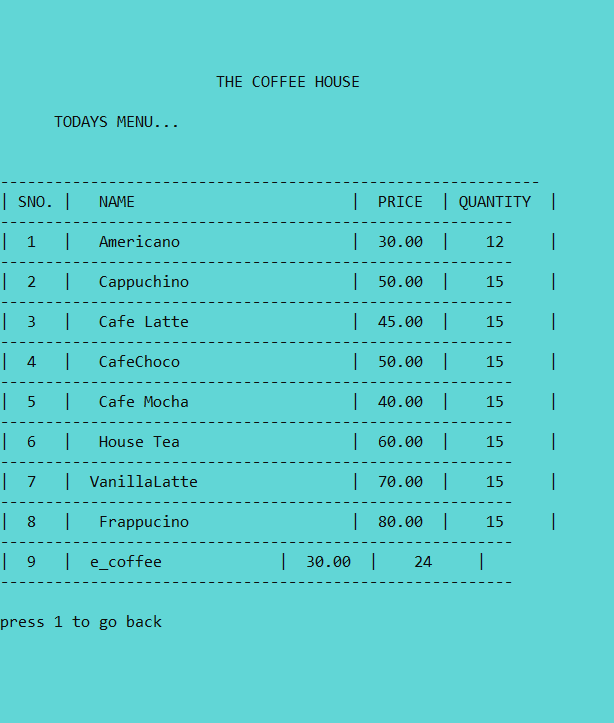 THE COFFEE HOUSE
TODAYS MENU...
------------------------------------------------------------
| SNO. |   NAME                        |  PRICE  | QUANTITY  |
---------------------------------------------------------
|  1   |   Americano                   |  30.00  |    12     |
---------------------------------------------------------
|  2   |   Cappuchino                  |  50.00  |    15     |
---------------------------------------------------------
|  3   |   Cafe Latte                  |  45.00  |    15     |
---------------------------------------------------------
|  4   |   CafeChoco                   |  50.00  |    15     |
---------------------------------------------------------
|  5   |   Cafe Mocha                  |  40.00  |    15     |
---------------------------------------------------------
|  6   |   House Tea                   |  60.00  |    15     |
---------------------------------------------------------
|  7   |  VanillaLatte                 |  70.00  |    15     |
---------------------------------------------------------
|  8   |   Frappucino                  |  80.00  |    15     |
---------------------------------------------------------
|  9   |  e_coffee             |  30.00  |    24     |
---------------------------------------------------------
press 1 to go back